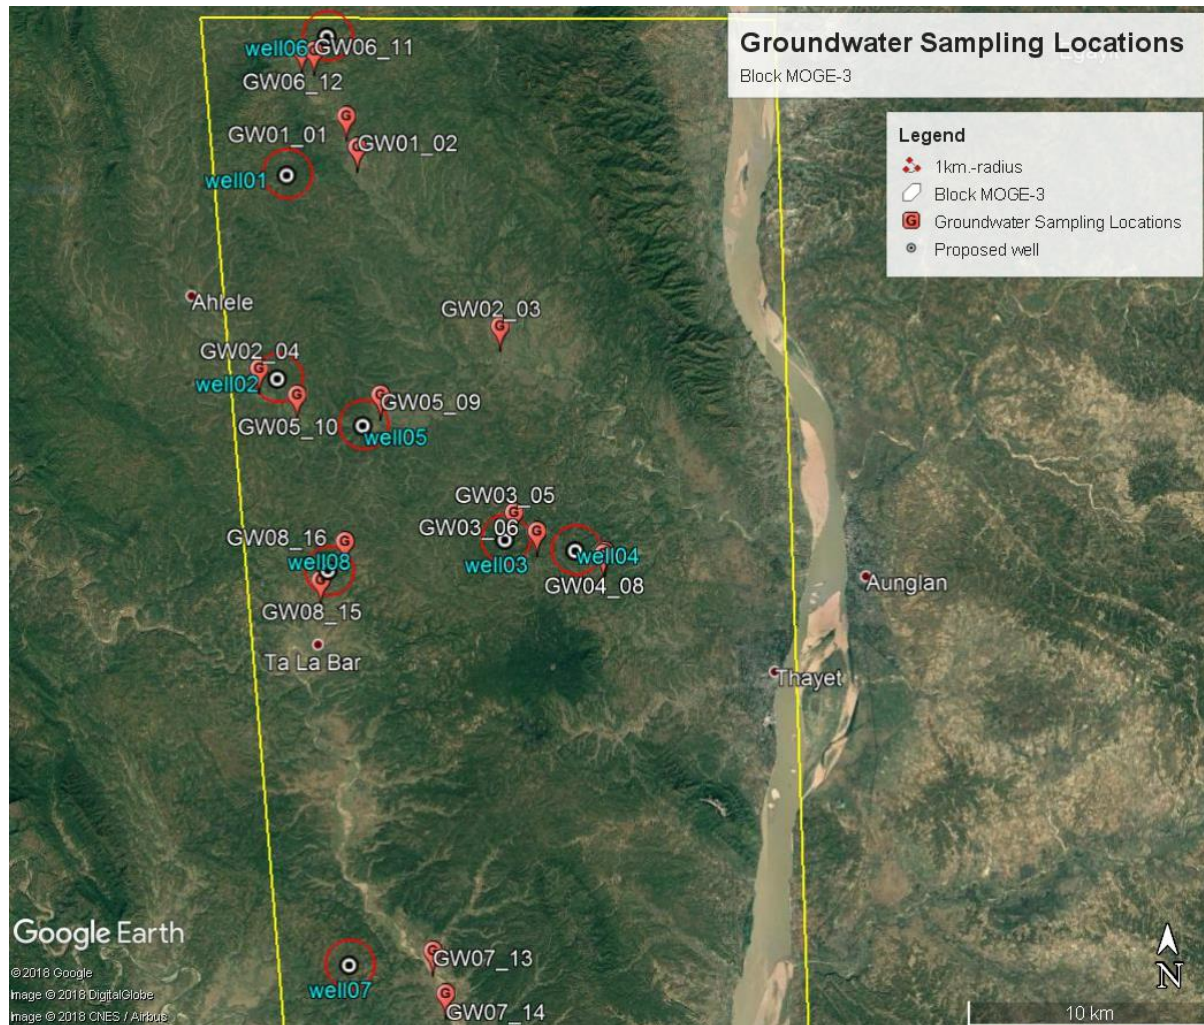 Groundwater Sampling Locations
Block MOGE-3
Legend
1km.-radius
Block MOGE-3
Groundwater Sampling Locations
Proposed well
well06
GW06_11
GW06_12
GW01_01
GW01_02
well01
Ahlele
GW02_03
GW02_04
well02
GW05_09
GW05_10
well05
GW03_05
GW03_06
well03
well04
GW04_08
GW08_16
well08
GW08_15
Ta La Bar
Aunglan
Thayet
GW07_13
well07
GW07_14
Google Earth
©2018 Google
Image © 2018 DigitalGlobe
Image © 2018 CNES / Airbus
N
10 km